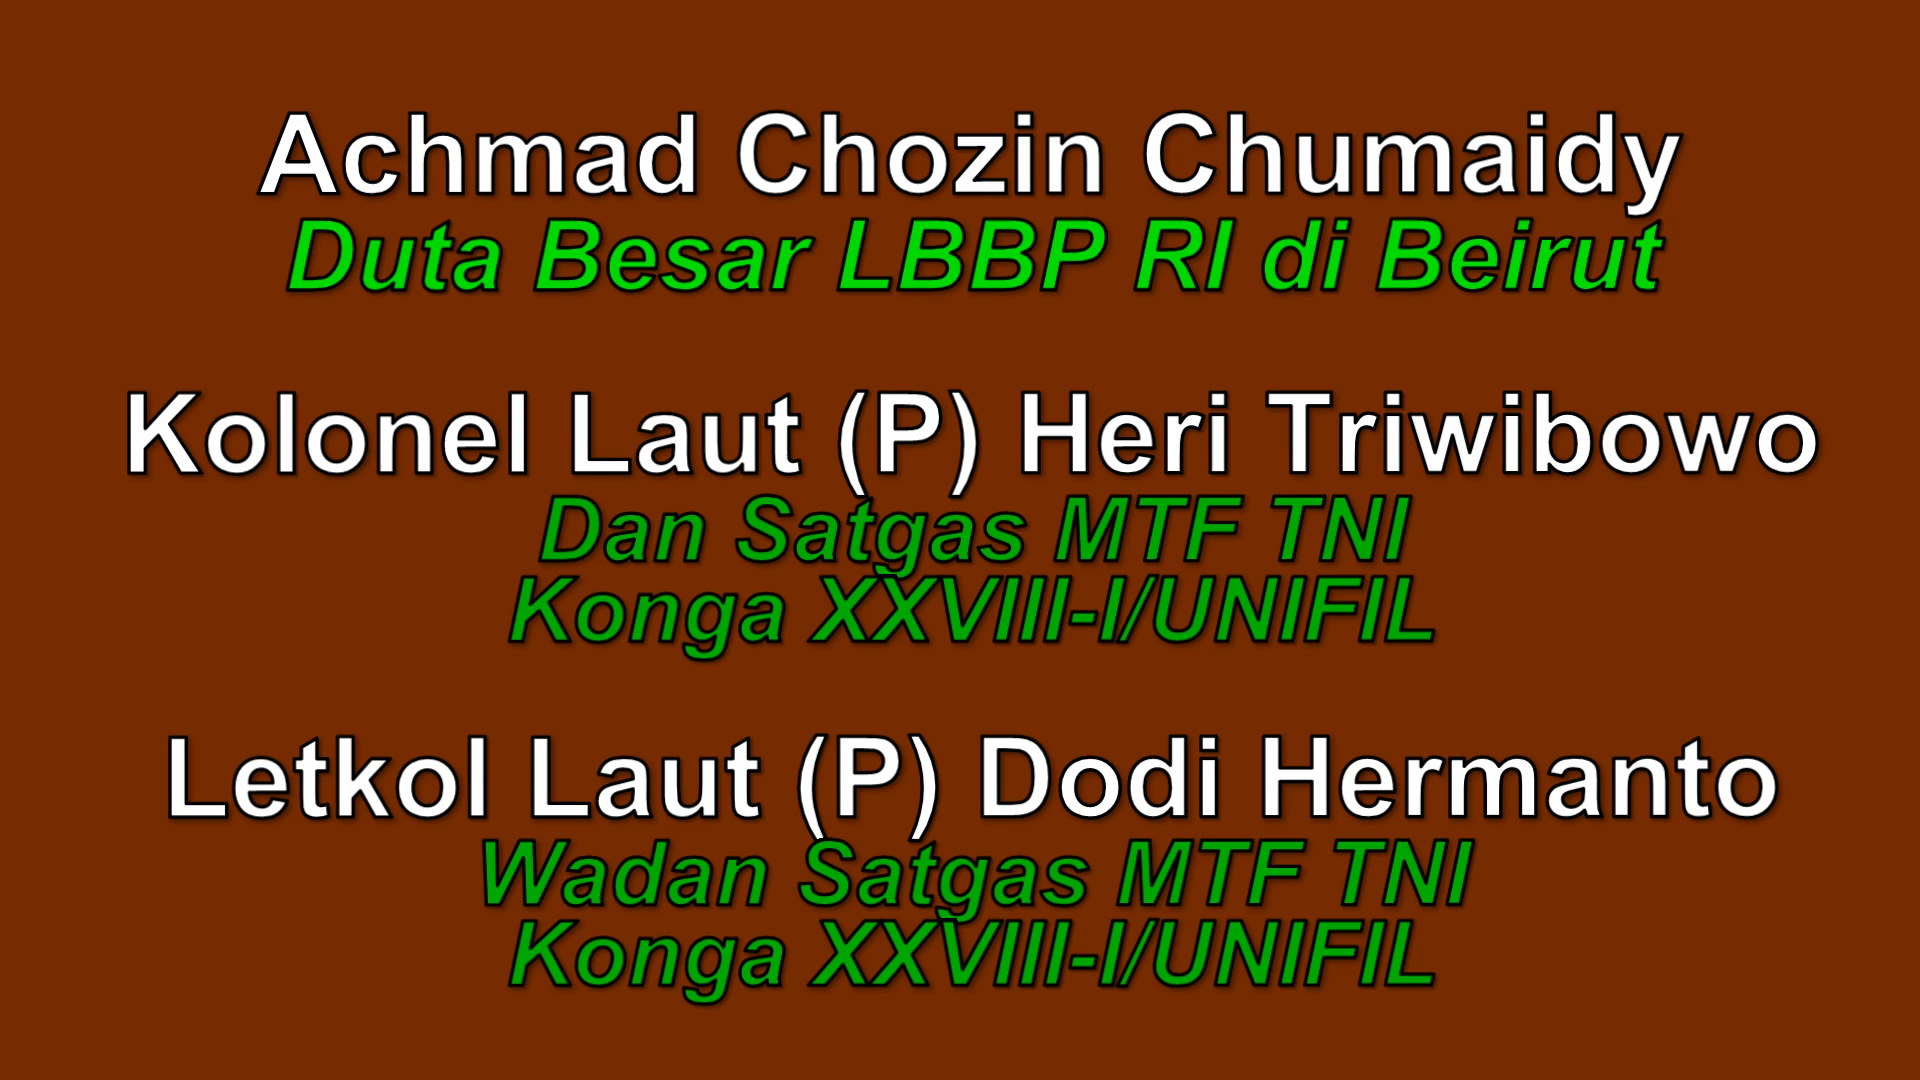 Achmad Chozin Chumaidy
Duta Besar LBBP RI di Beirut
Kolonel Laut (P) Heri Triwibowo
Dan Satgas MTF TNI
Konga XXVIII-I/UNIFIL
Letkol Laut (P) Dodi Hermanto
Wadan Satgas MTF TNI
Konga XXVIII-I/UNIFIL